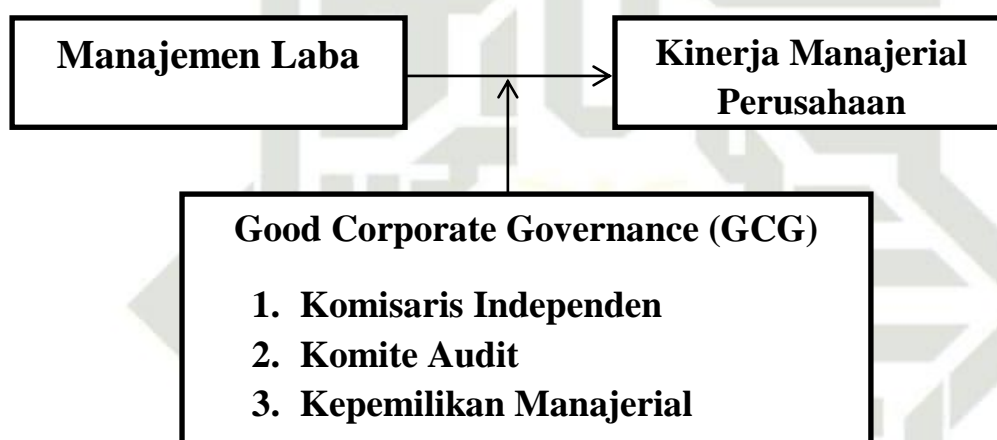 Manajemen Laba
Kinerja Manajerial
Perusahaan
Good Corporate Governance (GCG)
1. Komisaris Independen
2. Komite Audit
3. Kepemilikan Manajerial